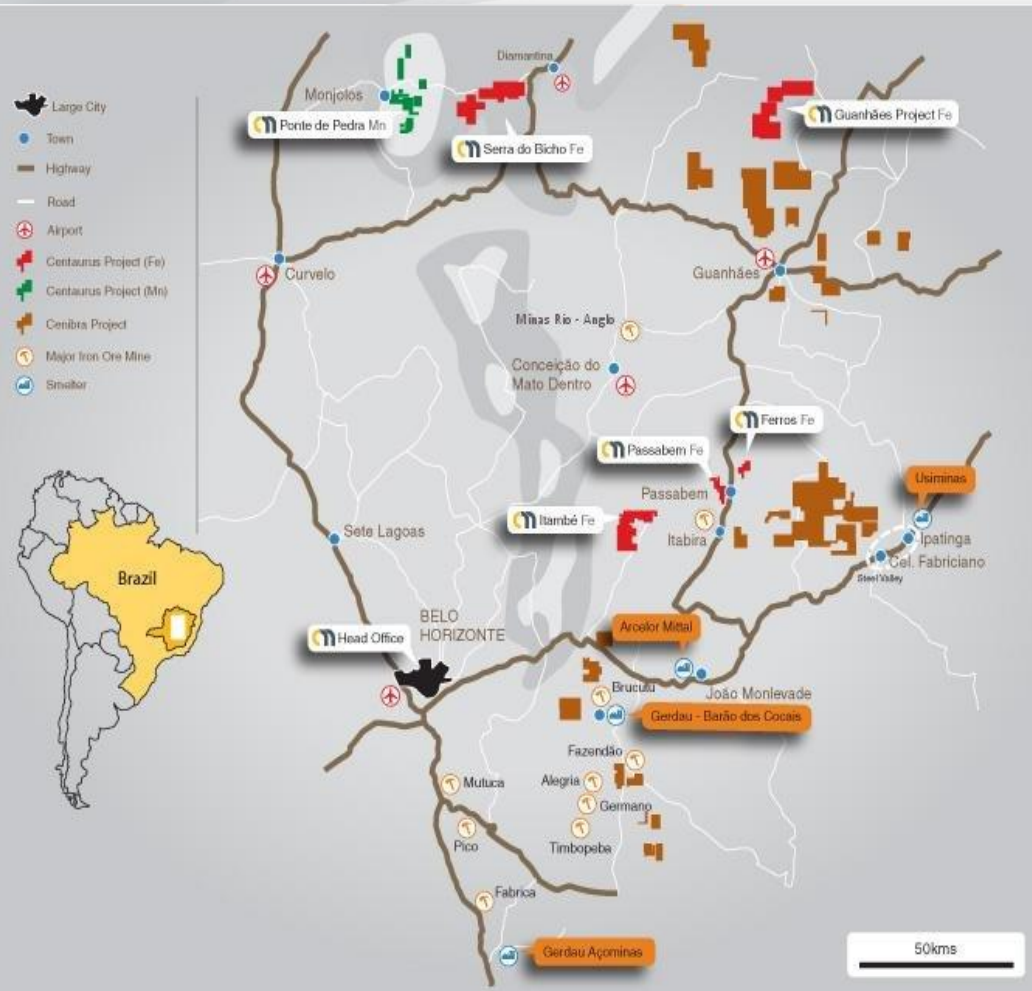 Diamantina
Monjolos
Large City
Ponte de Pedra Mn
Guanhães Project Fe
Town
Serra do Bicho Fe
Highway
Road
Airport
Centaurus Project (Fe)
Curvelo
Guanhães
Centaurus Project (Mn)
Cenibra Project
Minas Rio - Anglo
Major Iron Ore Mine
Conceição do
Mato Dentro
Smelter
Ferros Fe
Passabem Fe
Usiminas
Passabem
Itambé Fe
Sete Lagoas
Itabira
Ipatinga
Cel. Fabriciano
Steel Valley
Brazil
BELO
HORIZONTE
Head Office
Arcelor Mittal
João Monlevade
Brucutu
Gerdau - Barão dos Cocais
Fazendão
Mutuca
Alegria
Germano
Pico
Timbopeba
Fabrica
Gerdau Açominas
50kms